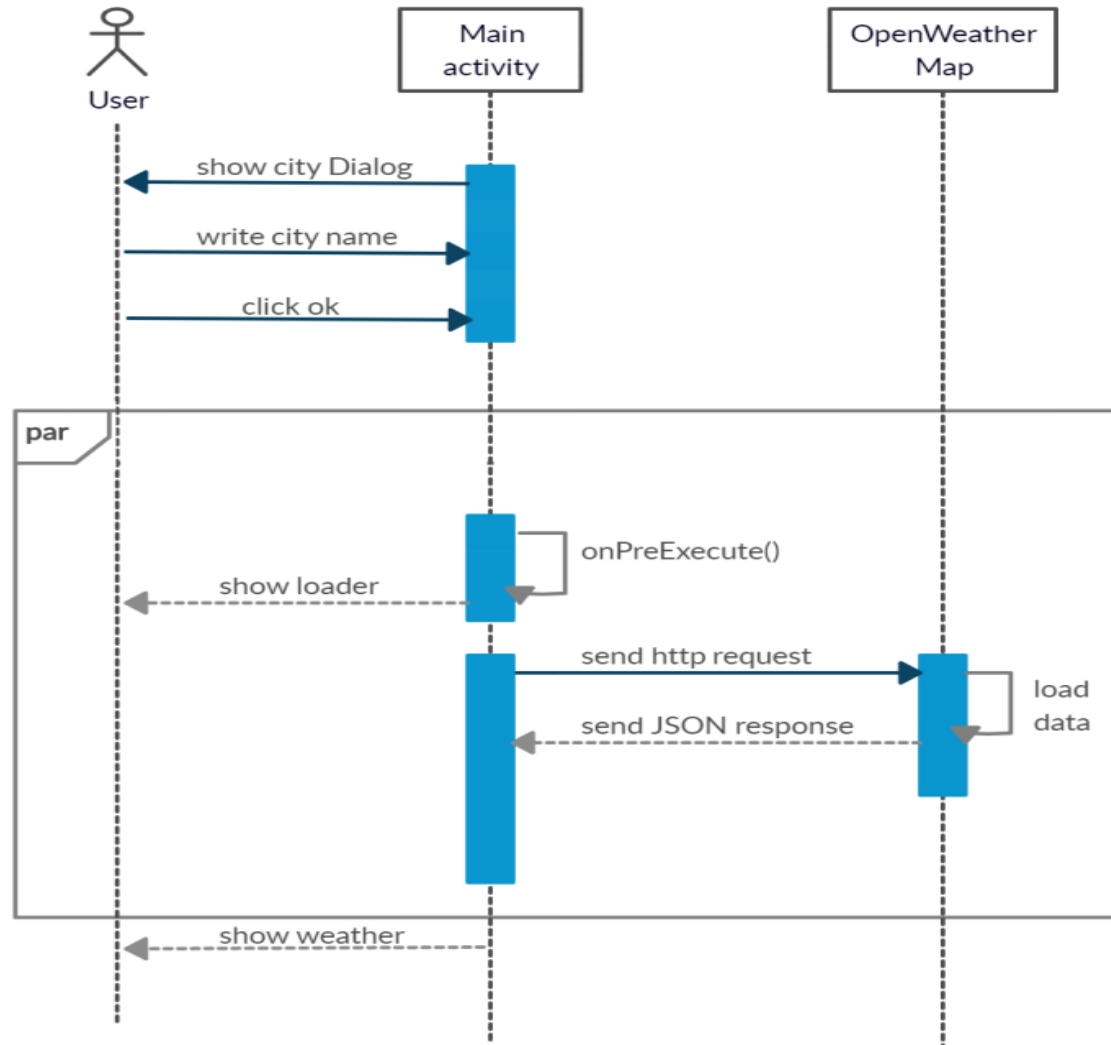 User
Main
activity
OpenWeather
Map
show city Dialog
write city name
click ok
par
onPreExecute()
show loader
send http request
load
data
send JSON response
show weather